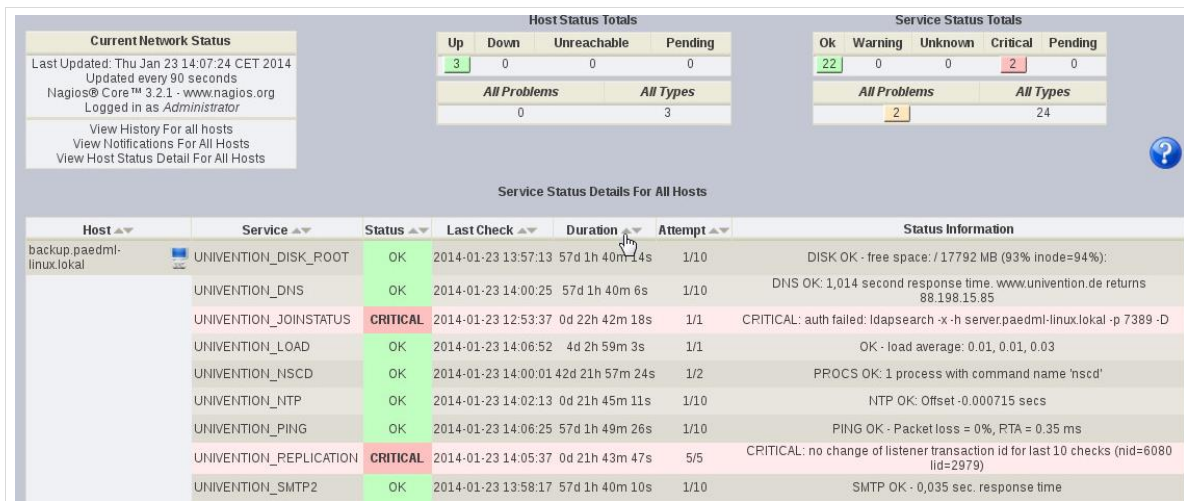 Current Network Status
Last Updated: Thu Jan 23 14:07:24 CET 2014
Updated every 90 seconds
Nagios® Core™ 3.2.1 - www.nagios.org
Logged in as Administrator
View History For all hosts
View Notifications For All Hosts
View Host Status Detail For All Hosts
Host Status Totals
Up Down Unreachable Pending
3 0 0 0
All Problems All Types
0 3
Service Status Totals
Ok Warning Unknown Critical Pending
22 0 0 2 0
All Problems All Types
2 24
?
Service Status Details For All Hosts
Host Service Status Last Check Duration Attempt Status Information
backup.paedml-
linux.lokal
UNIVENTION_DISK_ROOT OK 2014-01-23 13:57:13 57d 1h 40m 14s 1/10 DISK OK - free space: / 17792 MB (93% inode=94%):
UNIVENTION_DNS OK 2014-01-23 14:00:25 57d 1h 40m 6s 1/10 DNS OK: 1,014 second response time. www.univention.de returns
88.198.15.85
UNIVENTION_JOINSTATUS CRITICAL 2014-01-23 12:53:37 0d 22h 42m 18s 1/1 CRITICAL: auth failed: ldapsearch -x -h server.paedml-linux.lokal -p 7389 -D
UNIVENTION_LOAD OK 2014-01-23 14:06:52 4d 2h 59m 3s 1/1 OK - load average: 0.01, 0.01, 0.03
UNIVENTION_NSCD OK 2014-01-23 14:00:01 42d 21h 57m 24s 1/2 PROCS OK: 1 process with command name 'nscd'
UNIVENTION_NTP OK 2014-01-23 14:02:13 0d 21h 45m 11s 1/10 NTP OK: Offset -0.000715 secs
UNIVENTION_PING OK 2014-01-23 14:06:25 57d 1h 49m 26s 1/10 PING OK - Packet loss = 0%, RTA = 0.35 ms
UNIVENTION_REPLICATION CRITICAL 2014-01-23 14:05:37 0d 21h 43m 47s 5/5 CRITICAL: no change of listener transaction id for last 10 checks (nid=6080
lid=2979)
UNIVENTION_SMTP2 OK 2014-01-23 13:58:17 57d 1h 40m 10s 1/10 SMTP OK - 0,035 sec. response time